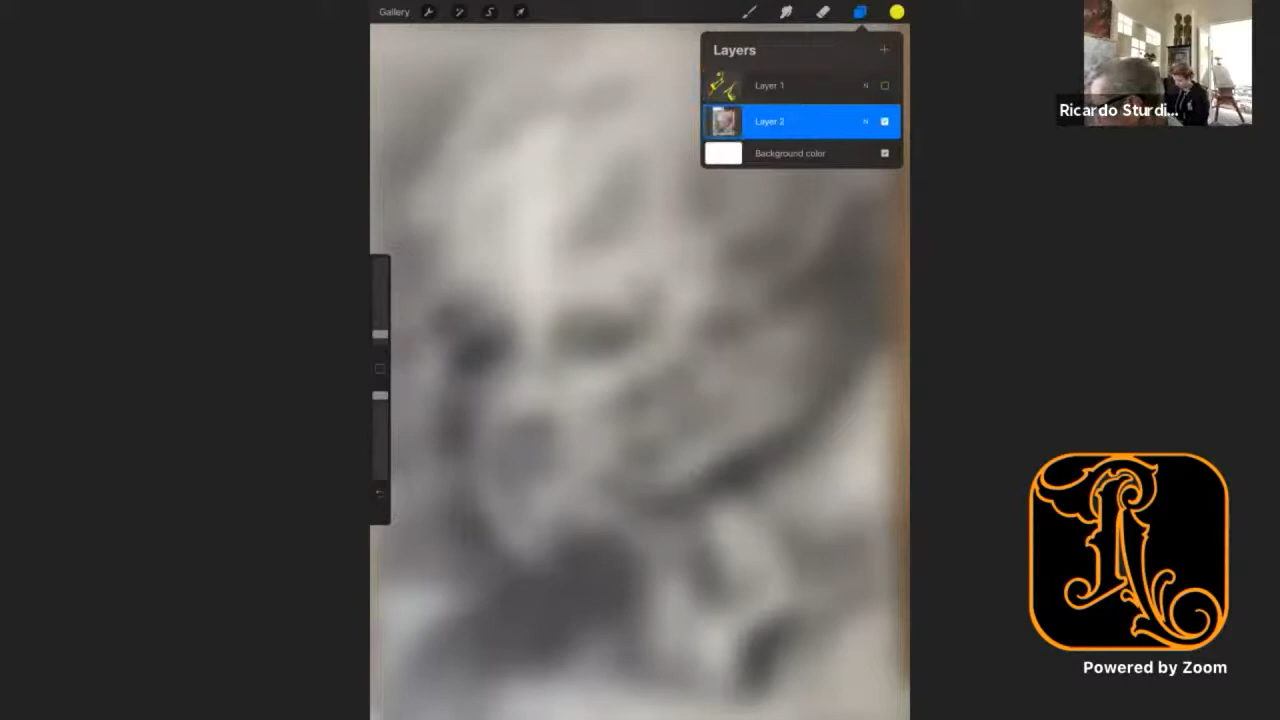 Gallery
Layers
Layer 1
N
Layer 2
N
Background color
Ricardo Sturdi...
Powered by Zoom